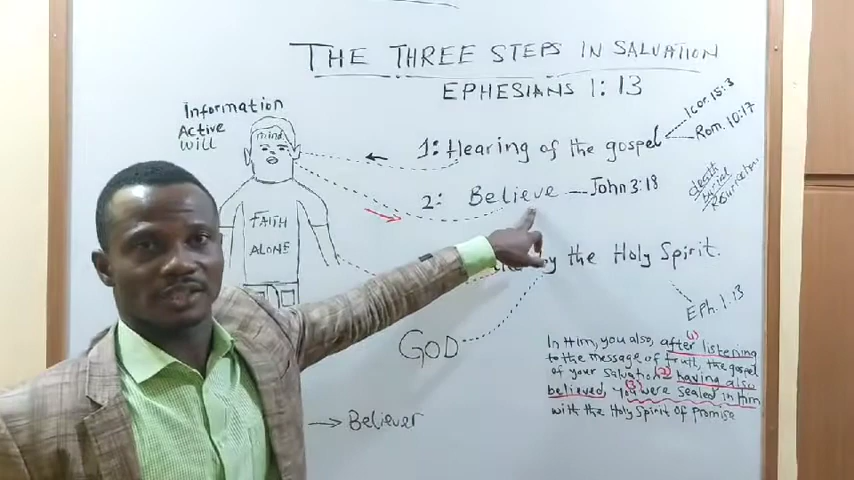 THE THREE STEPS IN SALVATION
EPHESIANS 1:13
Information
Active
Will
mind
FAITH
ALONE
1: Hearing of the gospel
1Cor.15:3
Rom.10:17
2: Believe — John 3:18
death
burial
Resurrection
the Holy Spirit.
Eph.1:13
GOD
Believer
In Him, you also, after listening (1)
to the message of truth, the gospel
of your salvation (2) having also
believed, (3) you were sealed in Him
with the Holy Spirit of Promise